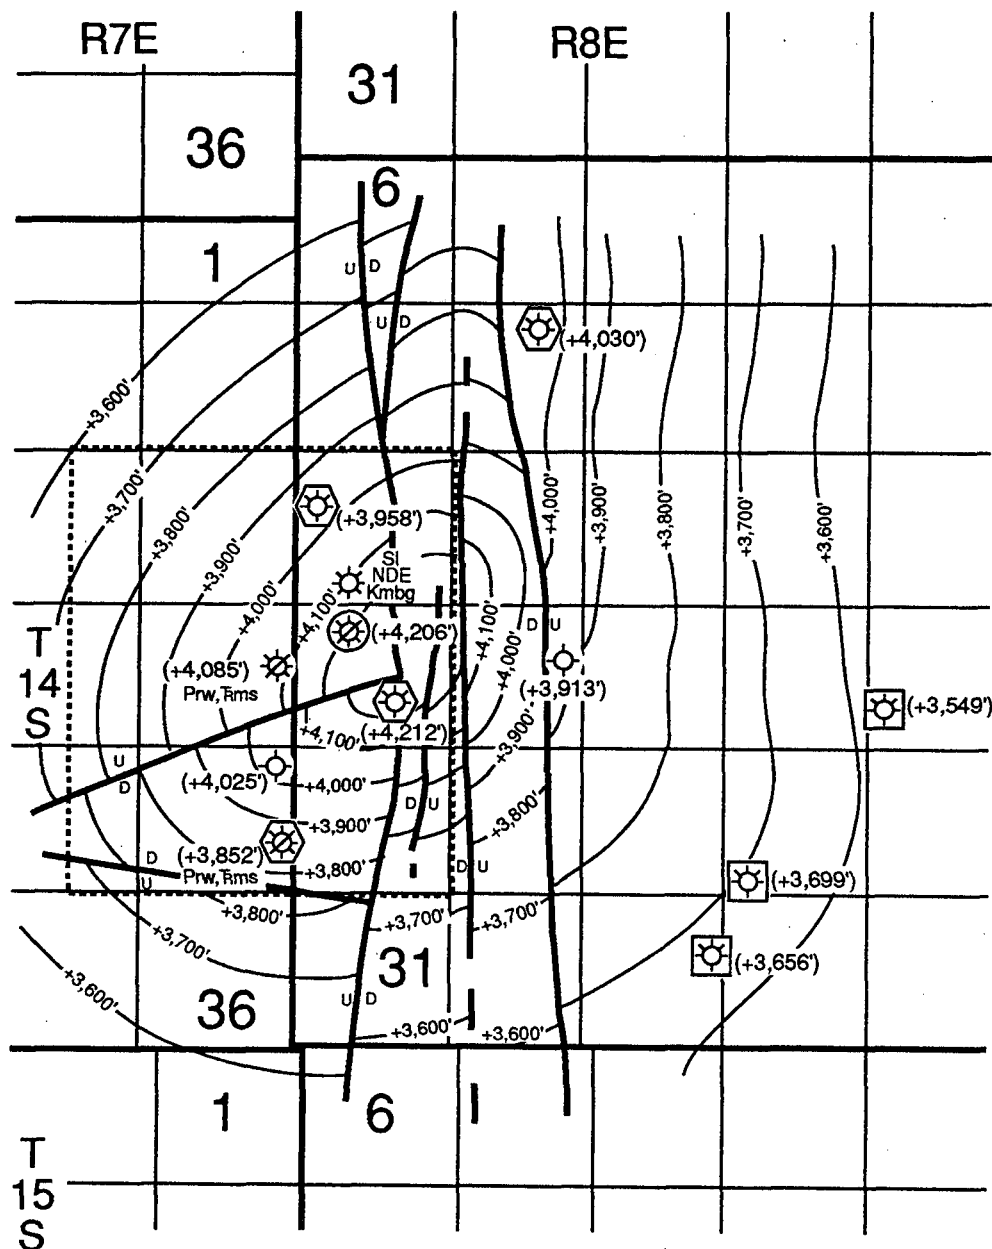 R7E
R8E
31
36
6
1
U D
U D
(+4,030')
+3,600'
+3,700'
+3,800'
+3,900'
+4,000'
+4,100'
(+3,958')
SI
NDE
Kmbg
(+4,206')
+4,000'
+3,900'
+3,800'
+3,700'
+3,600'
+4,100'
+4,000'
+3,900'
+3,800'
D U
(+3,913')
(+3,549')
T
14
S
(+4,085')
Prw, ͲRms
(+4,212')
+4,100'
(+4,025')
+4,000'
U
D
D U
+3,900'
(+3,852')
Prw, ͲRms
+3,800'
D
U
D U
+3,800'
+3,700'
+3,700'
(+3,699')
(+3,656')
+3,700'
+3,600'
31
36
U D
+3,600'
+3,600'
1
6
T
15
S